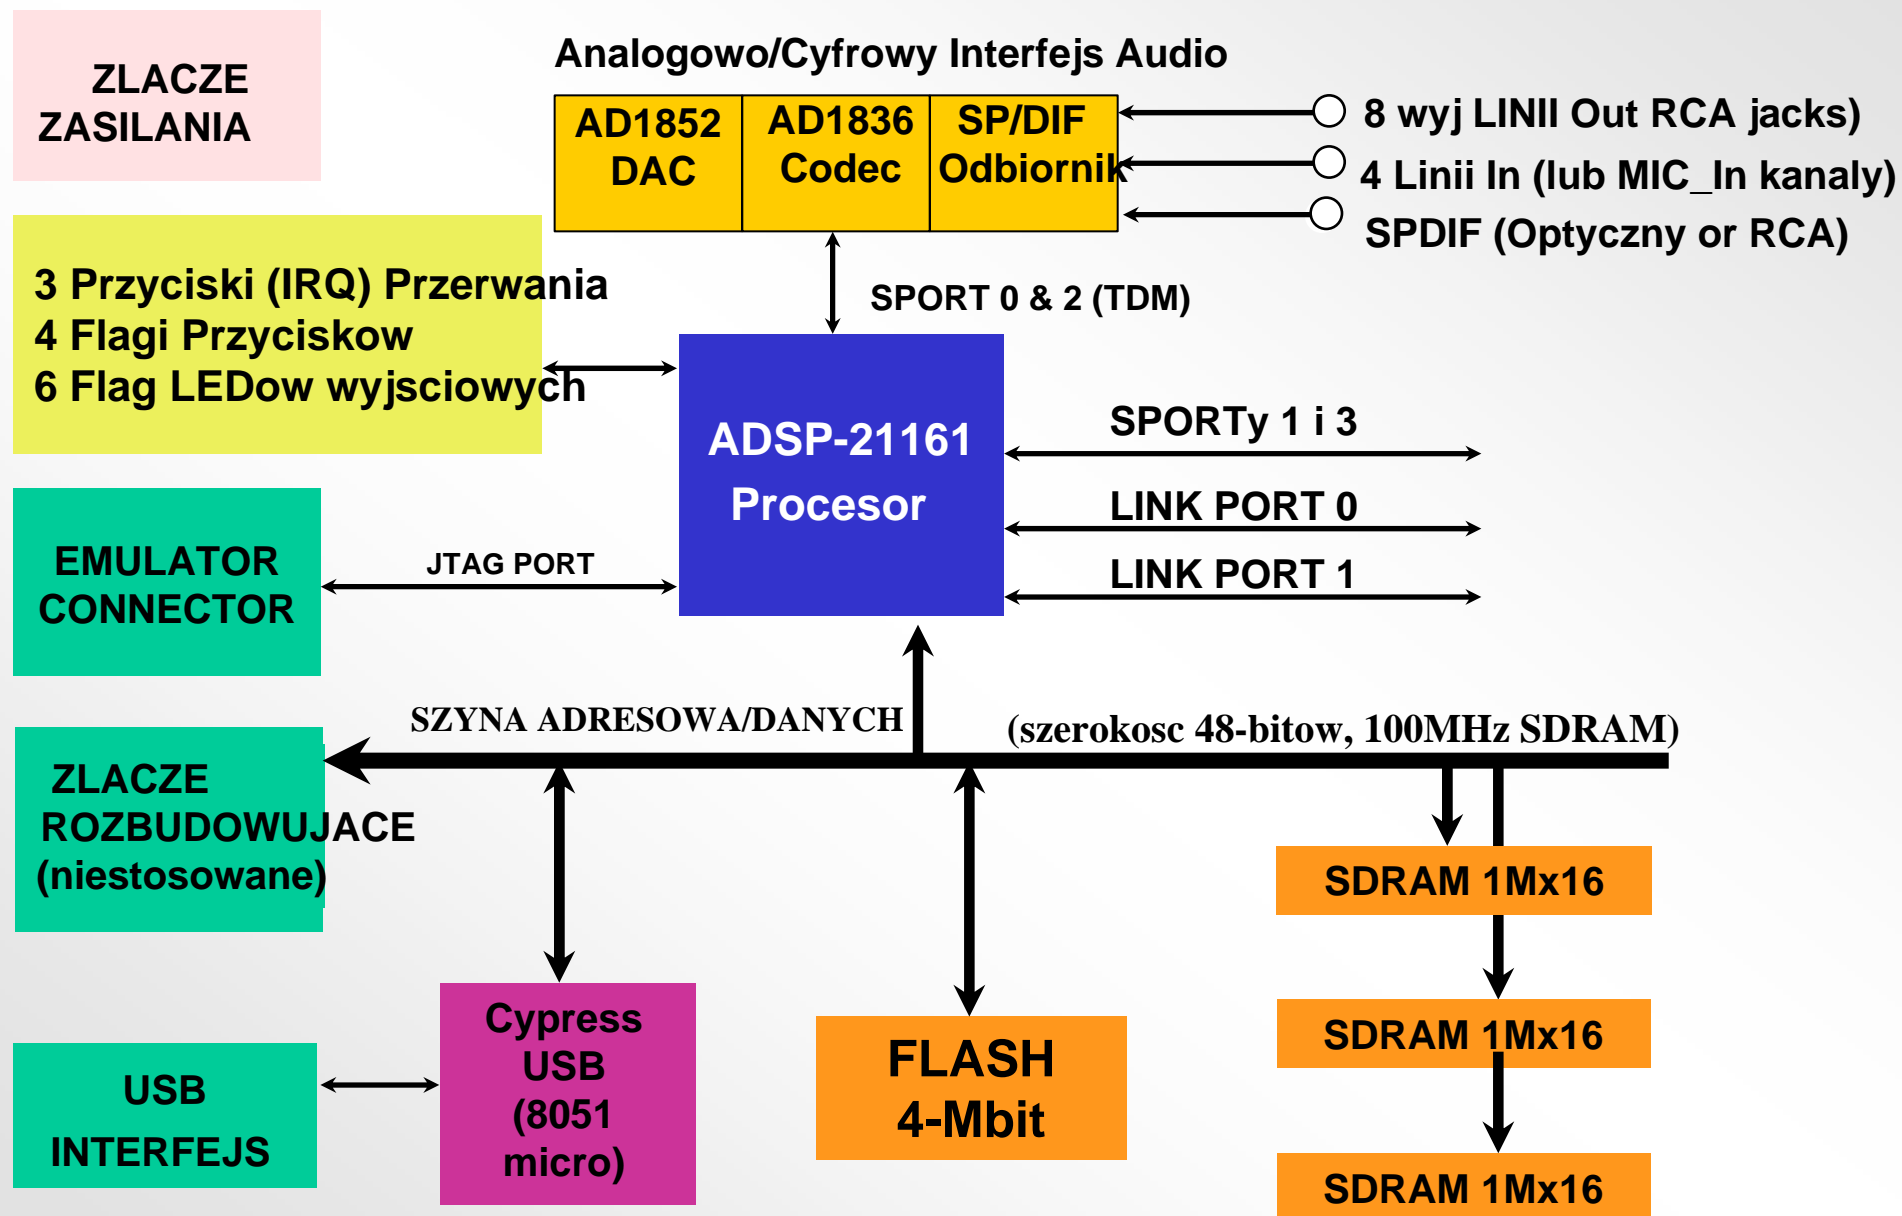 ZLACZE
ZASILANIA
Analogowo/Cyfrowy Interfejs Audio
AD1852
DAC
AD1836
Codec
SP/DIF
Odbiornik
8 wyj LINII Out RCA jacks)
4 Linii In (lub MIC_In kanaly)
SPDIF (Optyczny or RCA)
3 Przyciski (IRQ) Przerwania
4 Flagi Przyciskow
6 Flag LEDow wyjsciowych
SPORT 0 & 2 (TDM)
ADSP-21161
Procesor
SPORTy 1 i 3
LINK PORT 0
LINK PORT 1
EMULATOR
CONNECTOR
JTAG PORT
SZYNA ADRESOWA/DANYCH
(szerokosc 48-bitow, 100MHz SDRAM)
ZLACZE
ROZBUDOWUJACE
(niestosowane)
SDRAM 1Mx16
SDRAM 1Mx16
SDRAM 1Mx16
Cypress
USB
(8051
micro)
FLASH
4-Mbit
USB
INTERFEJS